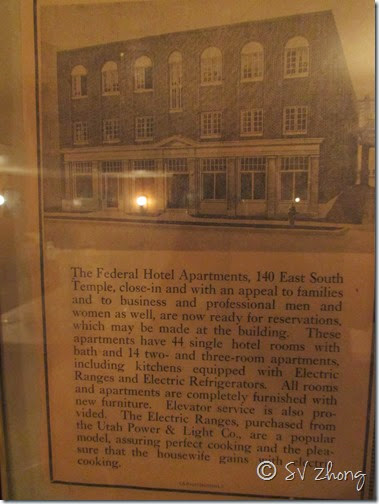 The Federal Hotel Apartments, 140 East South
Temple, close-in and with an appeal to families
and to business and professional men and
women as well, are now ready for reservations,
which may be made at the building. These
apartments have 44 single hotel rooms with
bath and 14 two- and three-room apartments,
including kitchens equipped with Electric
Ranges and Electric Refrigerators. All rooms
and apartments are completely furnished with
new furniture. Elevator service is also pro-
vided. The Electric Ranges, purchased from
the Utah Power & Light Co., are a popular
model, assuring perfect cooking and the plea-
sure that the housewife gains with electric
cooking.
© SV Zhong